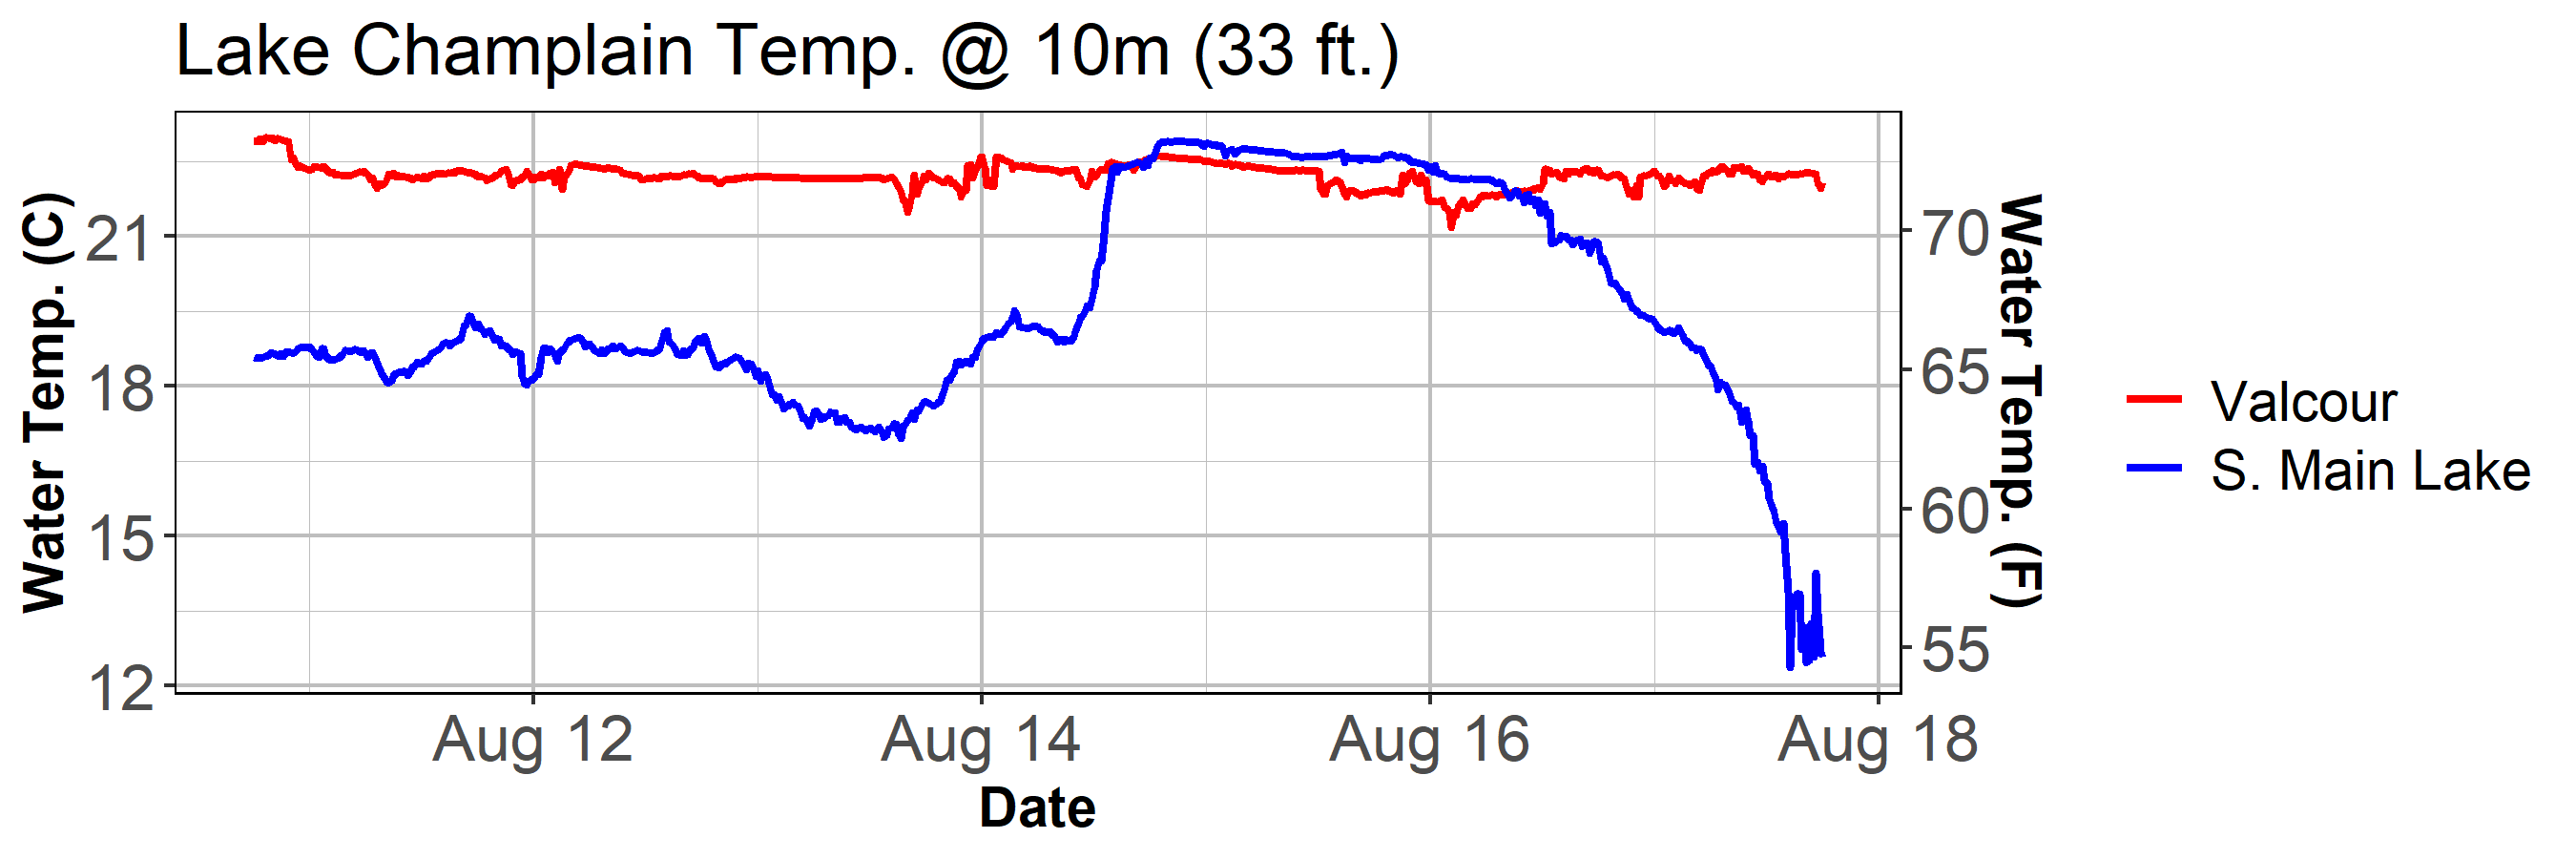 Lake Champlain Temp. @ 10m (33 ft.)
Water Temp. (C)
21
18
15
12
70
65
60
55
Water Temp. (F)
Valcour
S. Main Lake
Aug 12
Aug 14
Aug 16
Aug 18
Date